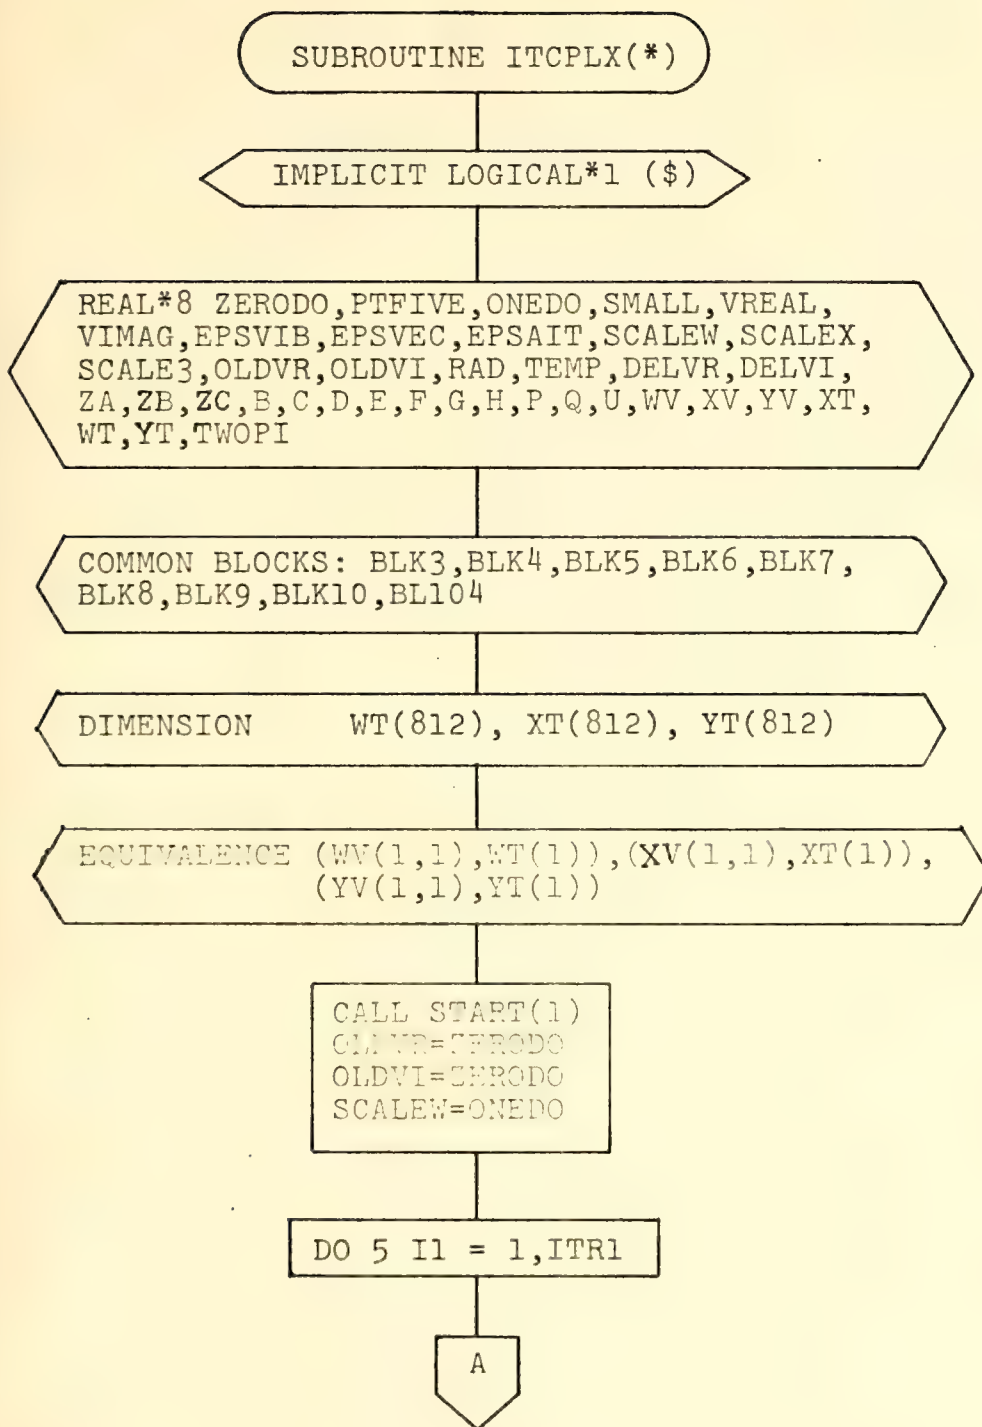 SUBROUTINE ITCPLX(*)
IMPLICIT LOGICAL*1 ($)
REAL*8 ZERODO,PTFIVE,ONEDO,SMALL,VREAL,
VIMAG,EPSVIB,EPSVEC,EPSAIT,SCALEW,SCALEX,
SCALE3,OLDVR,OLDVI,RAD,TEMP,DELVR,DELVI,
ZA,ZB,ZC,B,C,D,E,F,G,H,P,Q,U,WV,XV,YV,XT,
WT,YT,TWOPI
COMMON BLOCKS: BLK3,BLK4,BLK5,BLK6,BLK7,
BLK8,BLK9,BLK10,BL104
DIMENSION WT(812), XT(812), YT(812)
EQUIVALENCE (WV(1,1),WT(1)),(XV(1,1),XT(1)),
(YV(1,1),YT(1))
CALL START(1)
OLDVR=ZERODO
OLDVI=ZERODO
SCALEW=ONEDO
DO 5 I1 = 1,ITR1
A